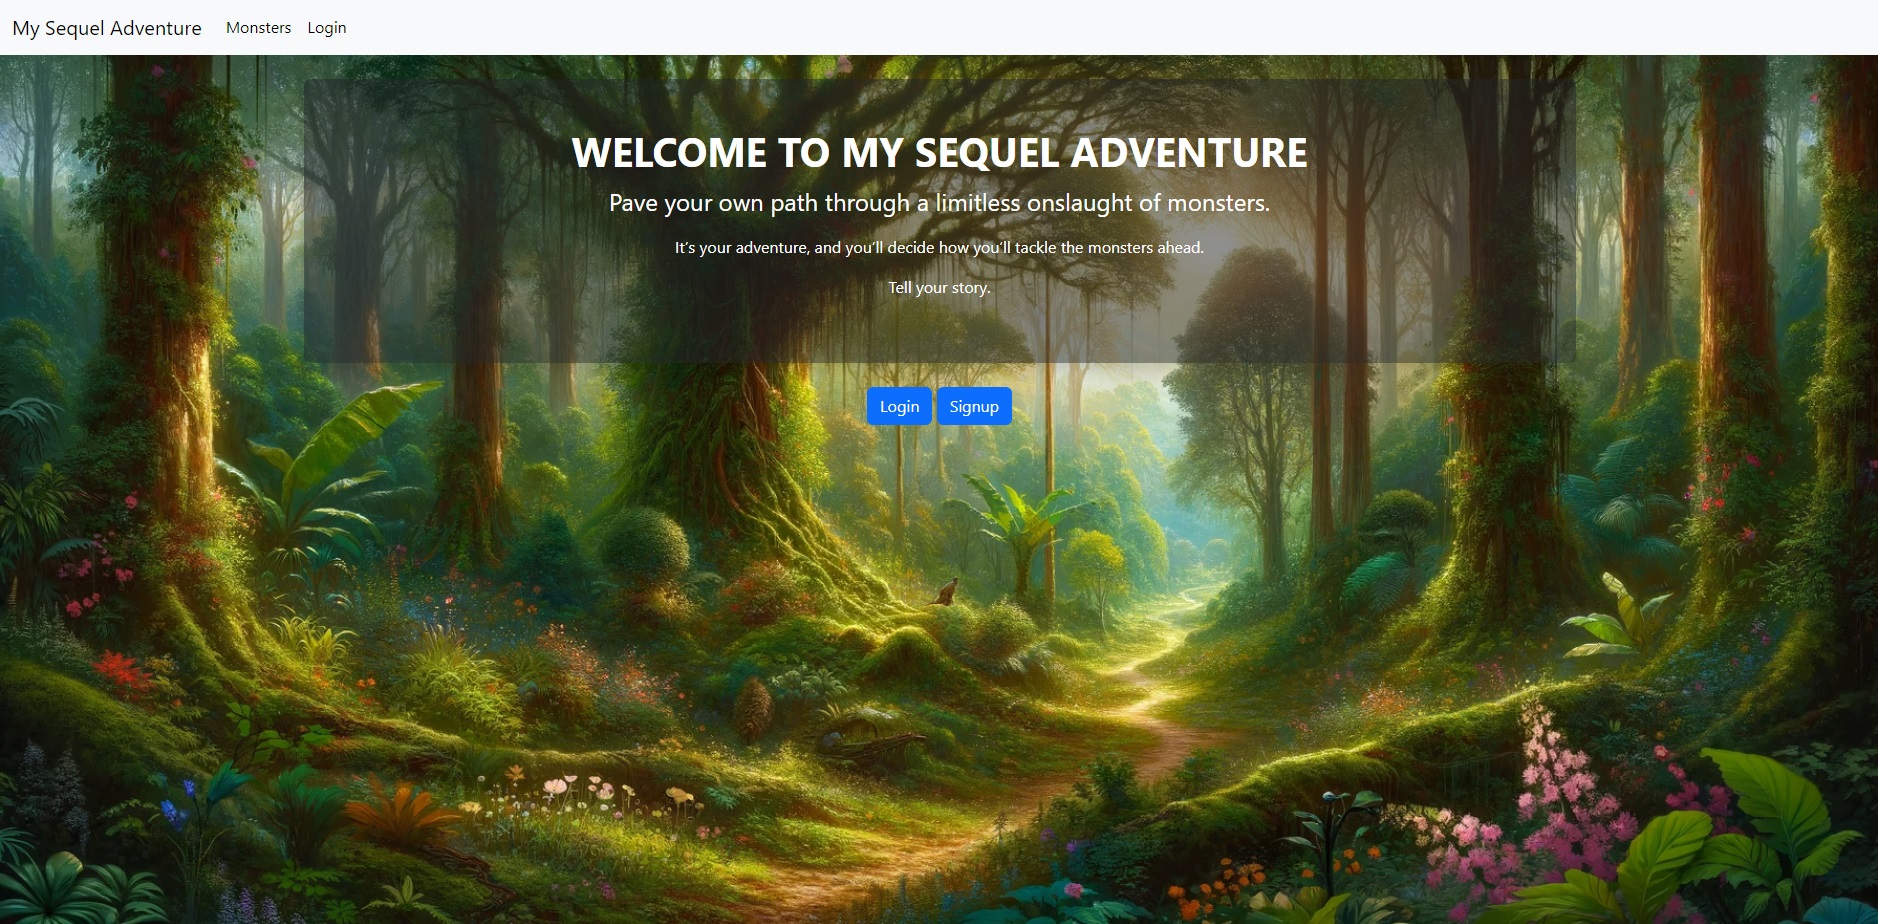 My Sequel Adventure Monsters Login
WELCOME TO MY SEQUEL ADVENTURE
Pave your own path through a limitless onslaught of monsters.
It’s your adventure, and you’ll decide how you’ll tackle the monsters ahead.
Tell your story.
Login Signup